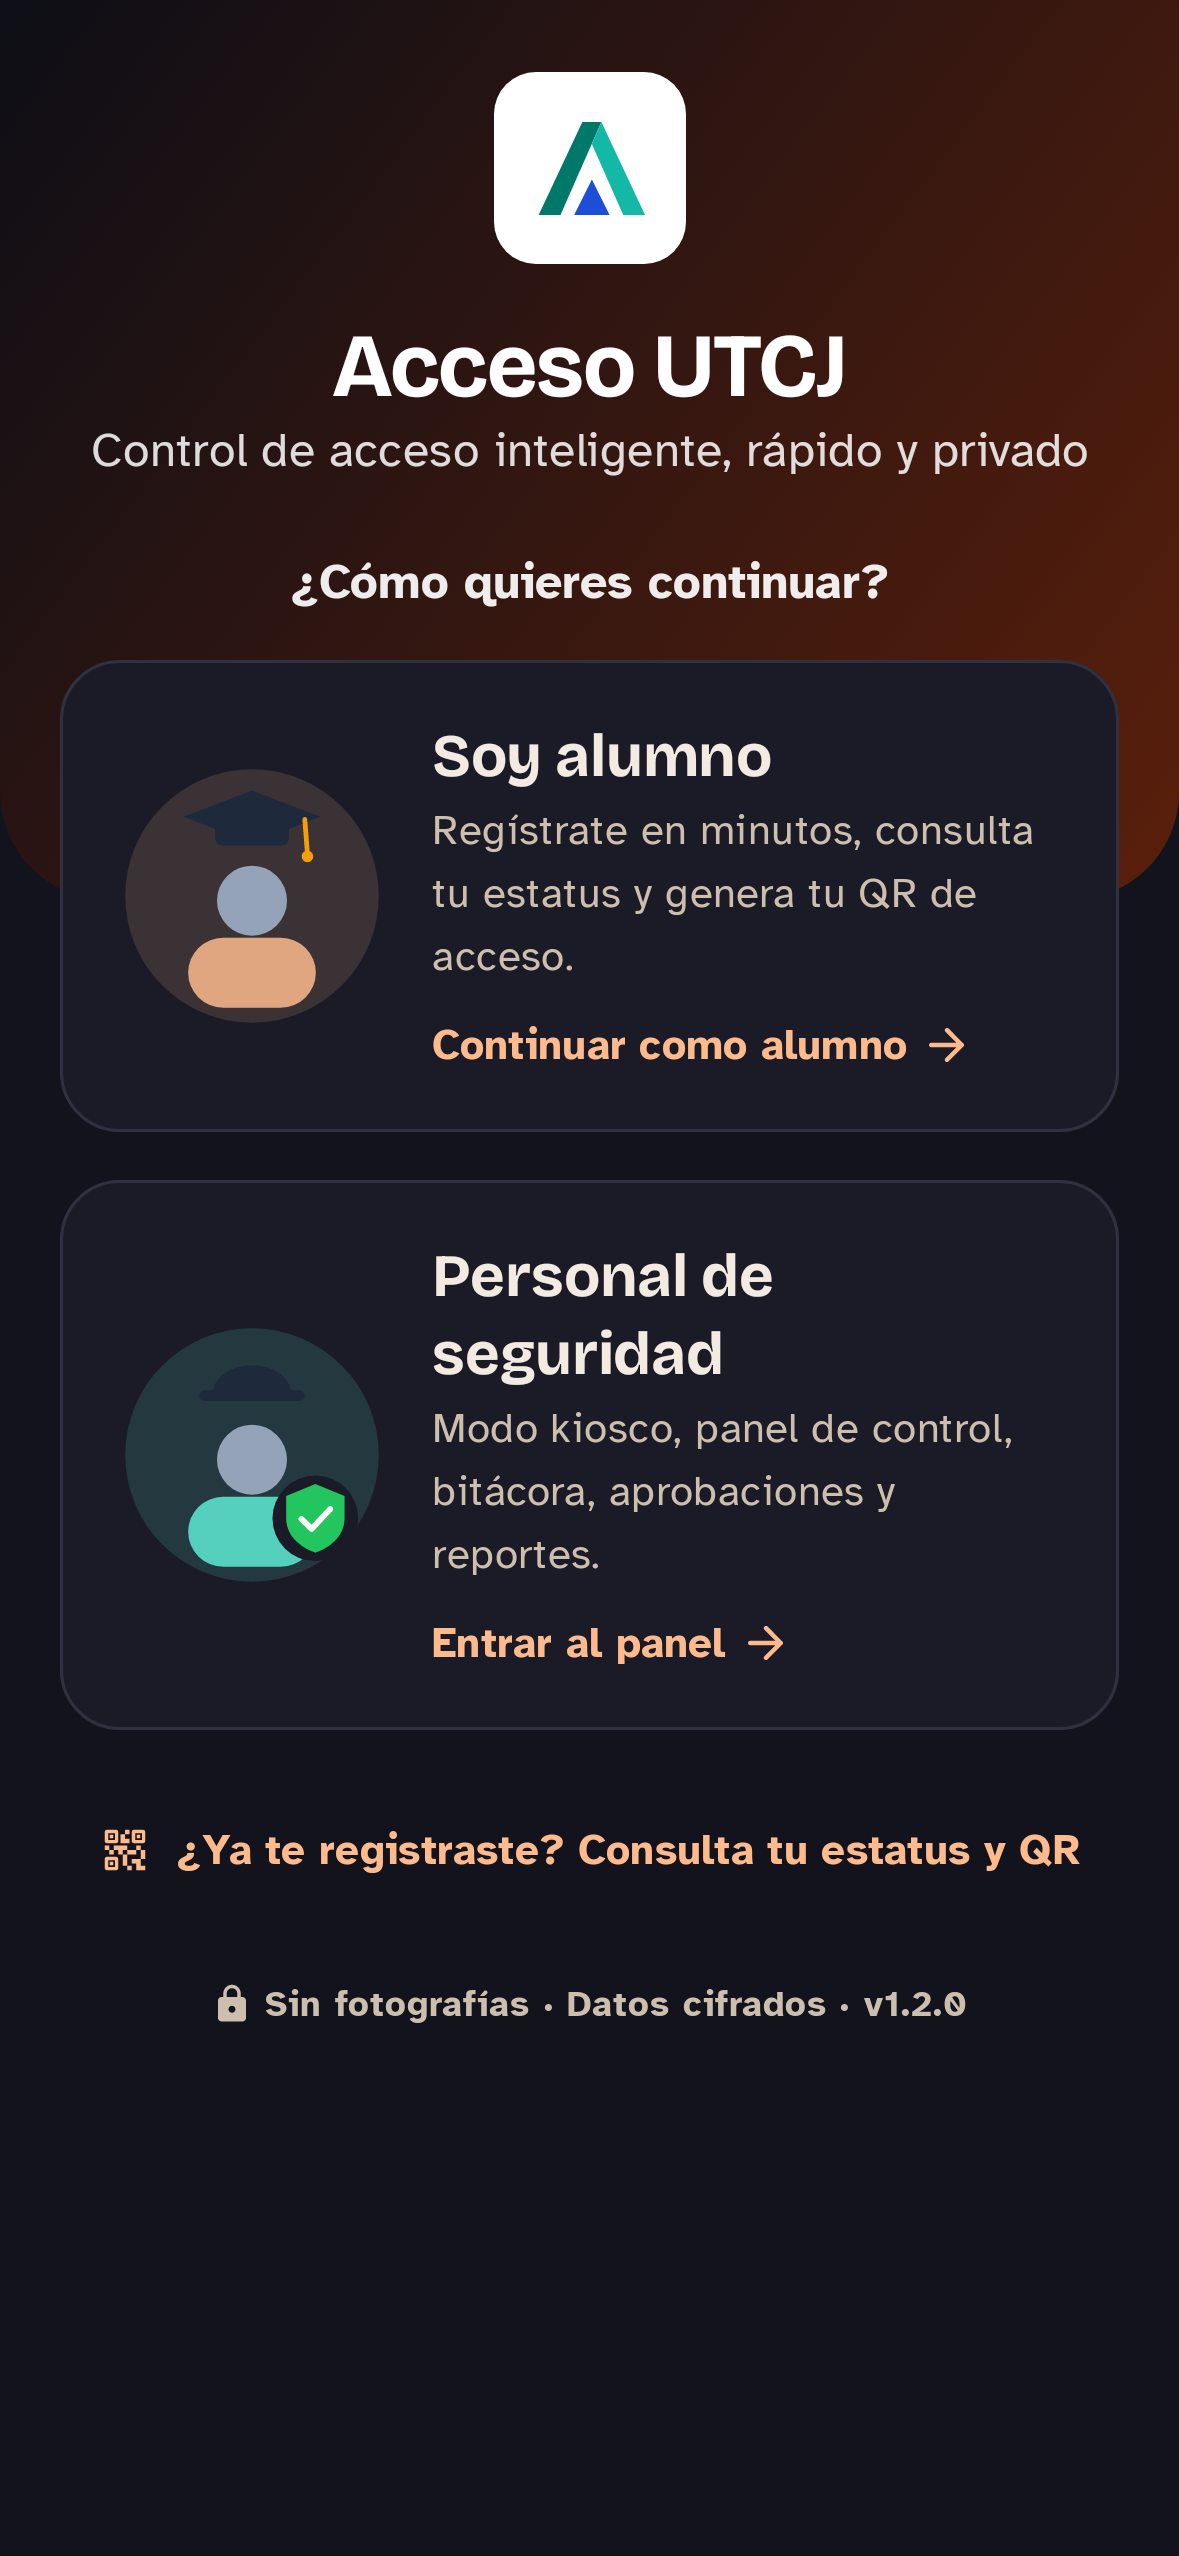 Acceso UTCJ
Control de acceso inteligente, rápido y privado
¿Cómo quieres continuar?
Soy alumno
Regístrate en minutos, consulta
tu estatus y genera tu QR de
acceso.
Continuar como alumno
Personal de
seguridad
Modo kiosco, panel de control,
bitácora, aprobaciones y
reportes.
Entrar al panel
¿Ya te registraste? Consulta tu estatus y QR
Sin fotografías · Datos cifrados · v1.2.0